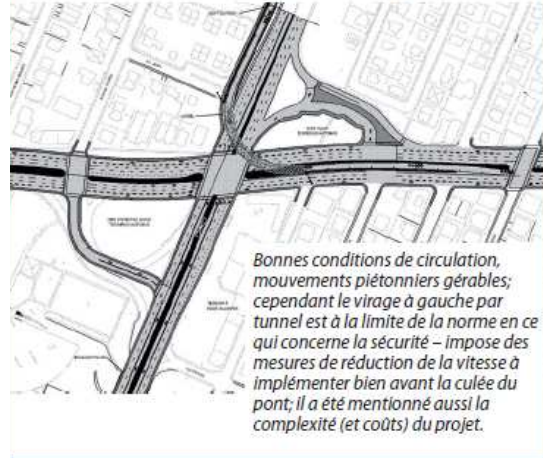 Bonnes conditions de circulation,
mouvements piétonniers gérables;
cependant le virage à gauche par
tunnel est à la limite de la norme en ce
qui concerne la sécurité – impose des
mesures de réduction de la vitesse à
implémenter bien avant la culée du
pont; il a été mentionné aussi la
complexité (et coûts) du projet.